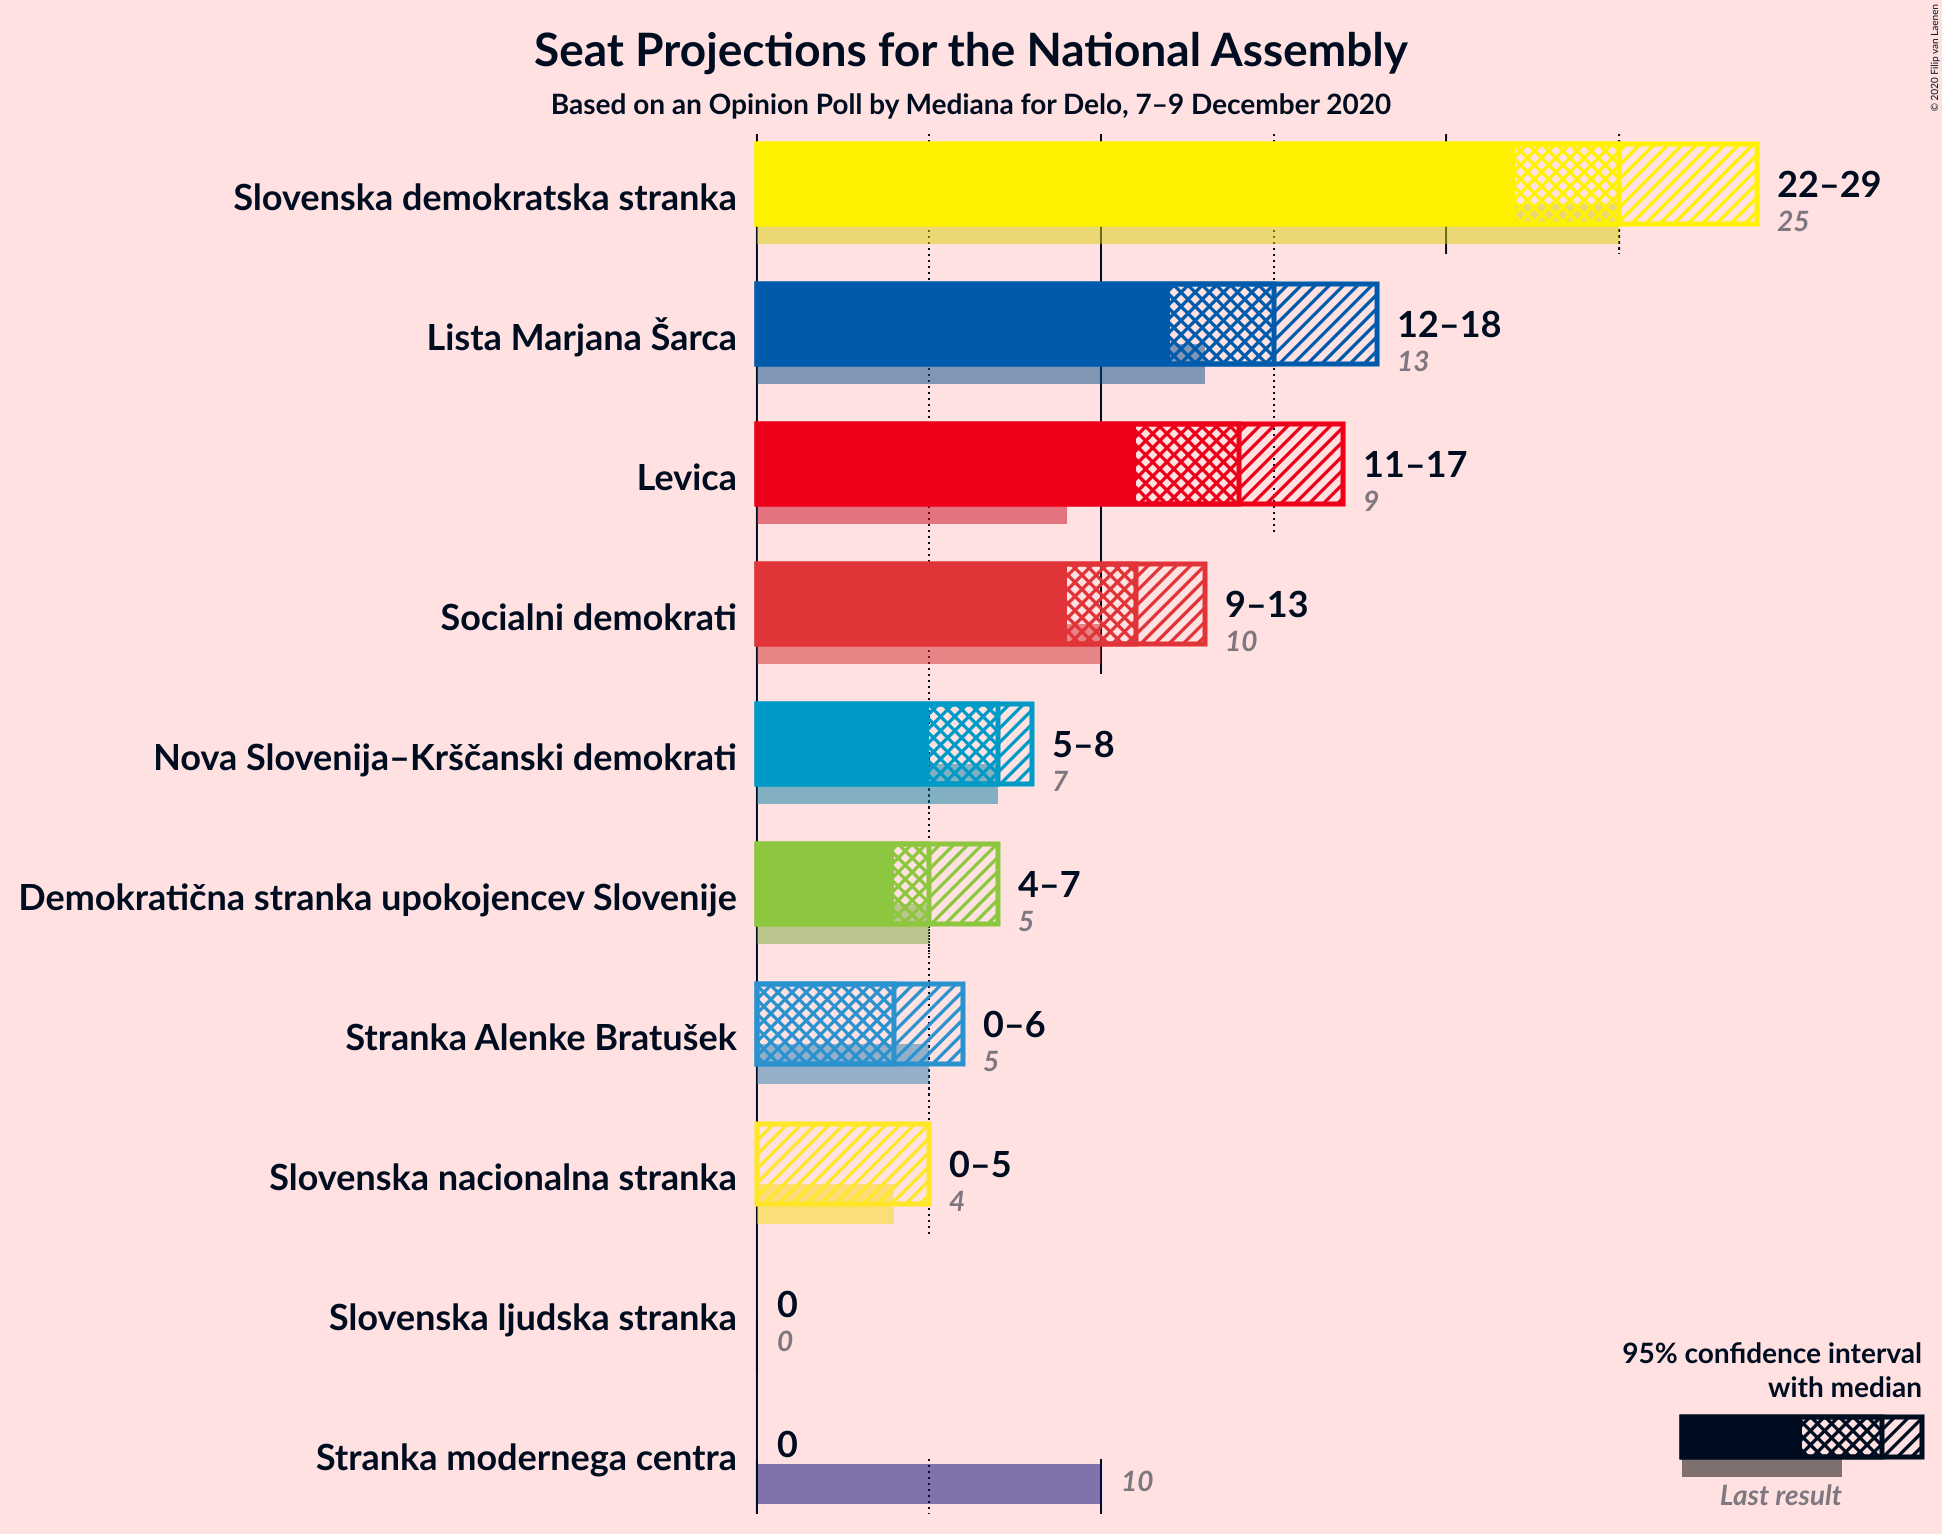 Seat Projections for the National Assembly
Based on an Opinion Poll by Mediana for Delo, 7–9 December 2020
© 2020 Filip van Laenen
Slovenska demokratska stranka
22–29
25
Lista Marjana Šarca
12–18
13
Levica
11–17
9
Socialni demokrati
9–13
10
Nova Slovenija–Krščanski demokrati
5–8
7
Demokratična stranka upokojencev Slovenije
4–7
5
Stranka Alenke Bratušek
0–6
5
Slovenska nacionalna stranka
0–5
4
Slovenska ljudska stranka
0
0
Stranka modernega centra
0
10
95% confidence interval
with median
Last result